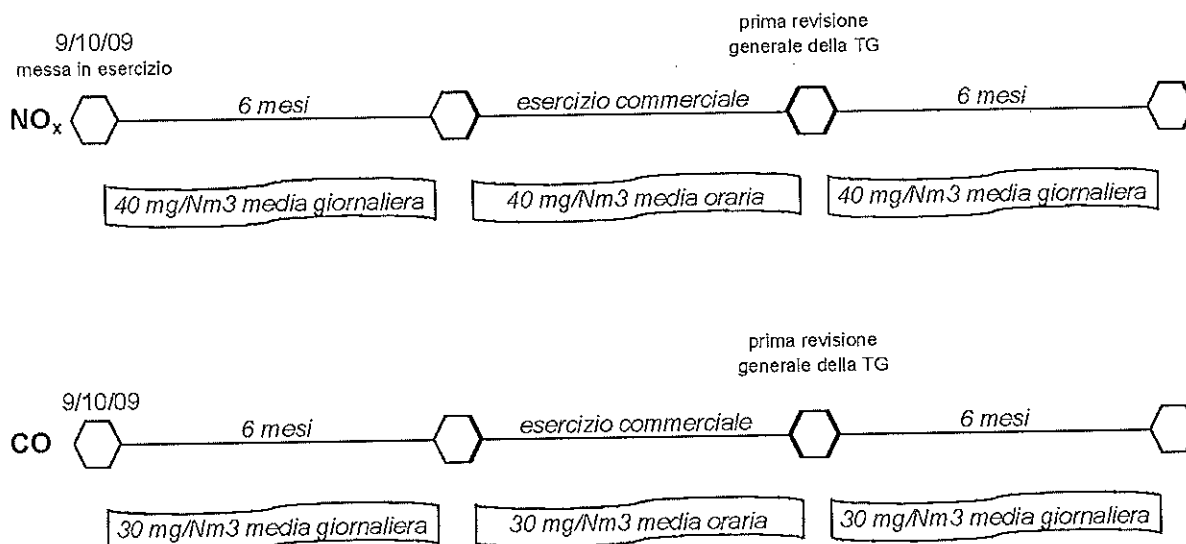 prima revisione
generale della TG
9/10/09
messa in esercizio
NOx 6 mesi esercizio commerciale 6 mesi
40 mg/Nm3 media giornaliera 40 mg/Nm3 media oraria 40 mg/Nm3 media giornaliera
prima revisione
generale della TG
9/10/09
CO 6 mesi esercizio commerciale 6 mesi
30 mg/Nm3 media giornaliera 30 mg/Nm3 media oraria 30 mg/Nm3 media giornaliera